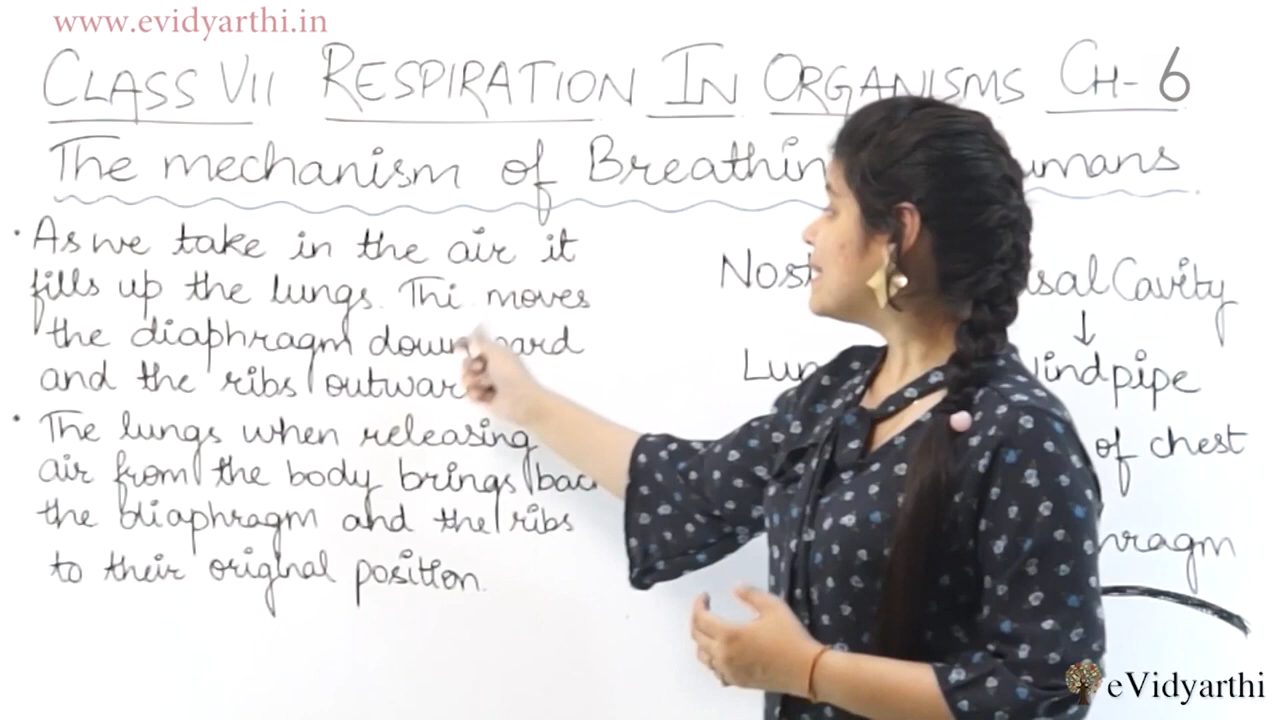 www.evidyarthi.in
CLASS VII RESPIRATION IN ORGANISMS CH- 6
The mechanism of Breathin umans
• As we take in the air it
fills up the lungs. Thi moves
the diaphragm downward
and the ribs outwar
• The lungs when releasing
air from the body brings bac
the diaphragm and the ribs
to their original position.
Nost sal Cavity
↓
Lun indpipe
of chest
hragm
eVidyarthi